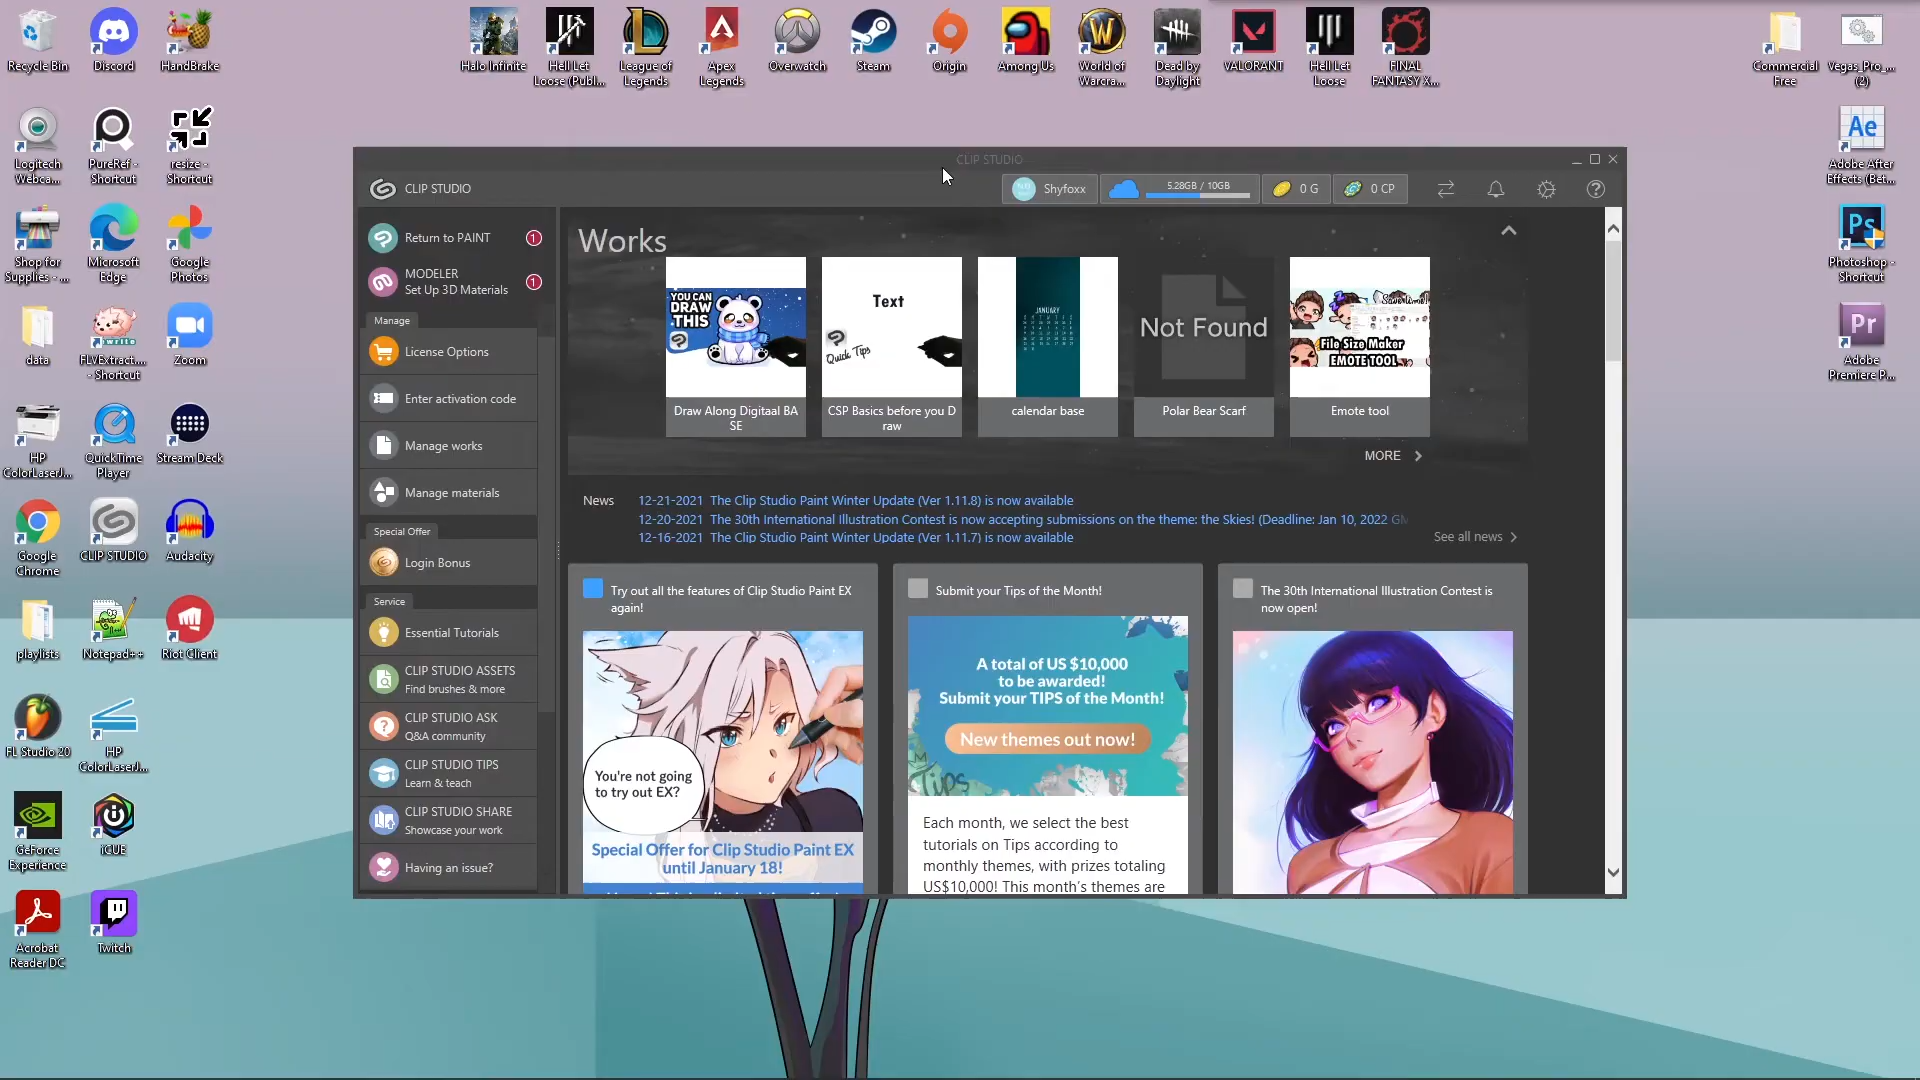 Recycle Bin
Discord
HandBrake
Halo Infinite
Hell Let
Loose (Publ...
League of
Legends
Apex
Legends
Overwatch
Steam
Origin
Among Us
World of
Warcra...
Dead by
Daylight
VALORANT
Hell Let
Loose
FINAL
FANTASY X...
Commercial
Free
Vegas_Pro_...
(2)
Logitech
Webca...
PureRef -
Shortcut
resize -
Shortcut
Ae
Adobe After
Effects (Bet...
Shop for
Supplies - ...
Microsoft
Edge
Google
Photos
Ps
Photoshop -
Shortcut
data
FLVExtract....
- Shortcut
Zoom
Pr
Adobe
Premiere P...
HP
ColorLaserJ...
QuickTime
Player
Stream Deck
Google
Chrome
CLIP STUDIO
Audacity
playlists
Notepad++
Riot Client
FL Studio 20
HP
ColorLaserJ...
GeForce
Experience
iCUE
Acrobat
Reader DC
Twitch
CLIP STUDIO
CLIP STUDIO
Shyfoxx
5.28GB / 10GB
0 G
0 CP
Return to PAINT
1
MODELER
Set Up 3D Materials
1
Manage
License Options
Enter activation code
Manage works
Manage materials
Special Offer
Login Bonus
Service
Essential Tutorials
CLIP STUDIO ASSETS
Find brushes & more
CLIP STUDIO ASK
Q&A community
CLIP STUDIO TIPS
Learn & teach
CLIP STUDIO SHARE
Showcase your work
Having an issue?
Works
YOU CAN
DRAW
THIS
Draw Along Digitaal BA
SE
Text
Quick Tips
CSP Basics before you D
raw
JANUARY
calendar base
Not Found
Polar Bear Scarf
File Size Maker
EMOTE TOOL
Emote tool
MORE
News
12-21-2021 The Clip Studio Paint Winter Update (Ver 1.11.8) is now available
12-20-2021 The 30th International Illustration Contest is now accepting submissions on the theme: the Skies! (Deadline: Jan 10, 2022 GM
12-16-2021 The Clip Studio Paint Winter Update (Ver 1.11.7) is now available
See all news
Try out all the features of Clip Studio Paint EX
again!
You're not going
to try out EX?
Special Offer for Clip Studio Paint EX
until January 18!
Submit your Tips of the Month!
A total of US $10,000
to be awarded!
Submit your TIPS of the Month!
New themes out now!
Tips
Each month, we select the best
tutorials on Tips according to
monthly themes, with prizes totaling
US$10,000! This month's themes are
The 30th International Illustration Contest is
now open!